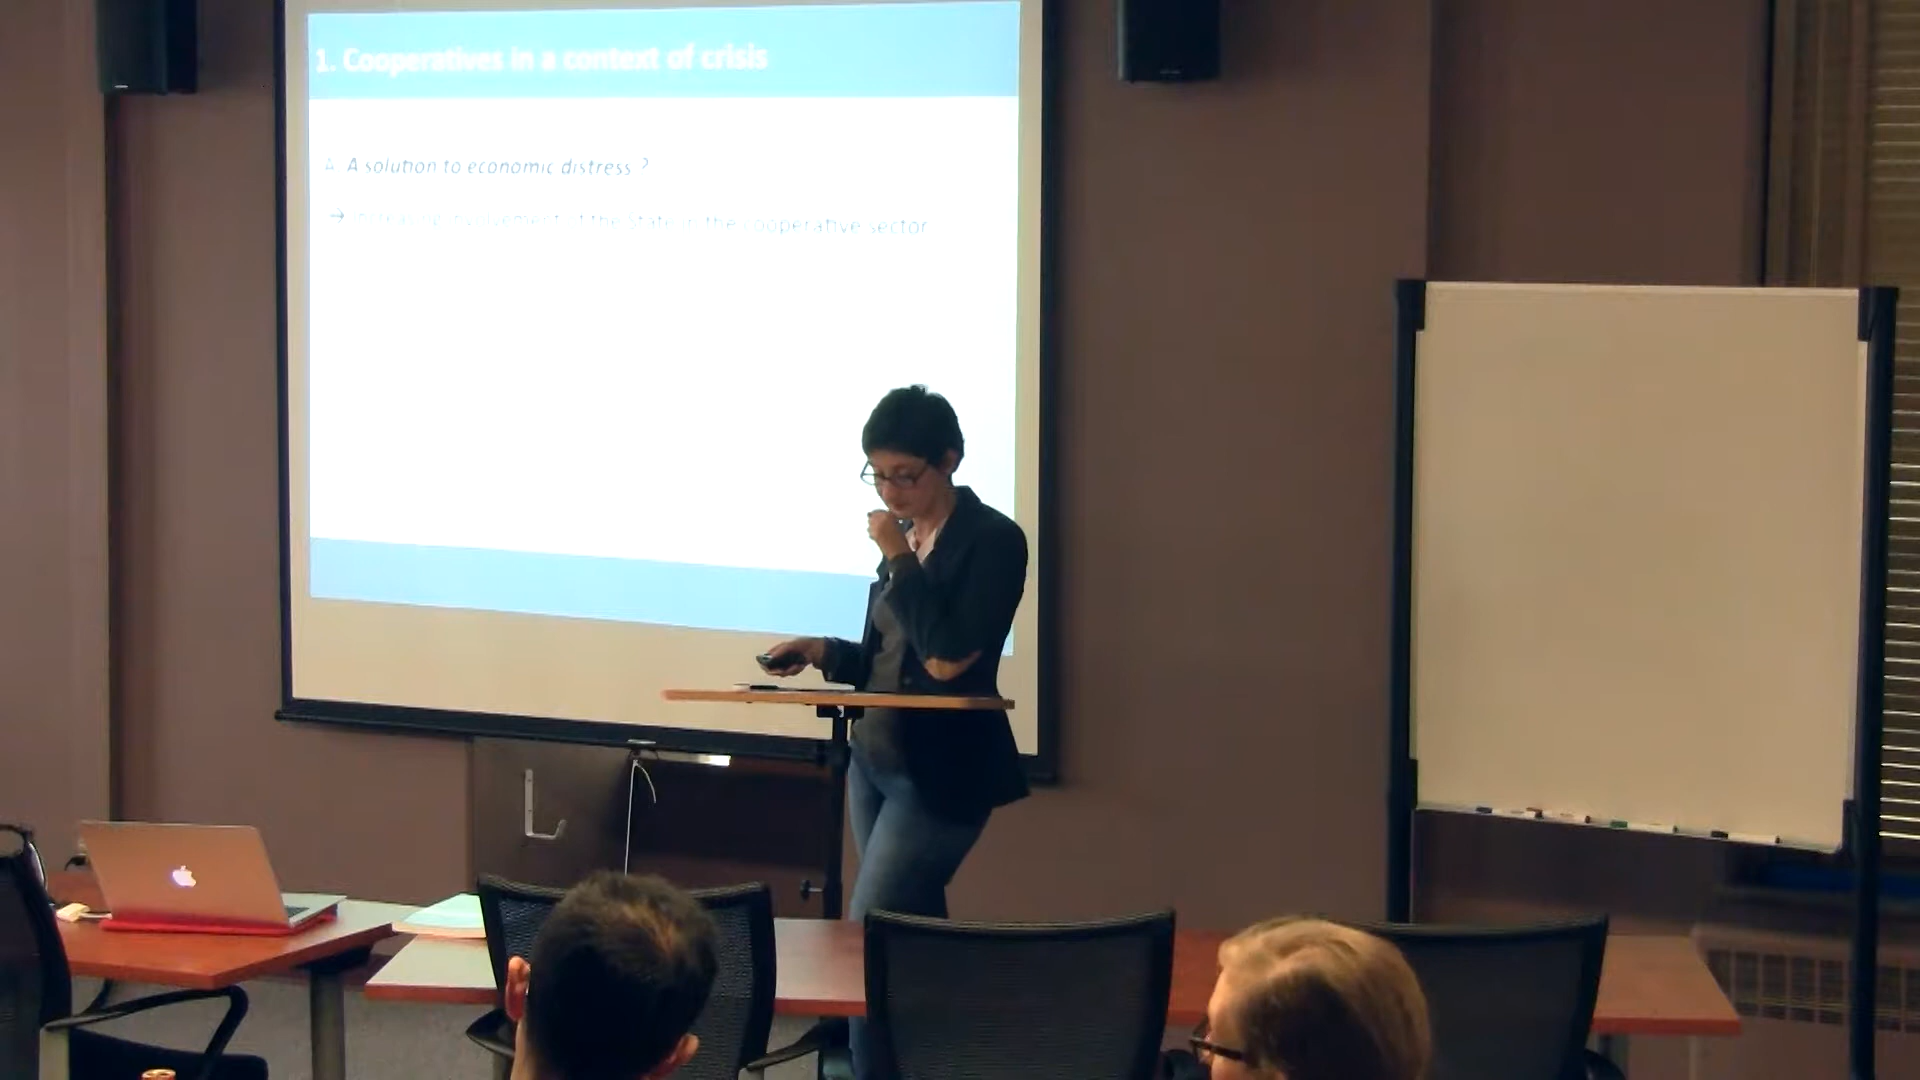 1. Cooperatives in a context of crisis
A. A solution to economic distress ?
→ Increasing involvement of the State in the cooperative sector